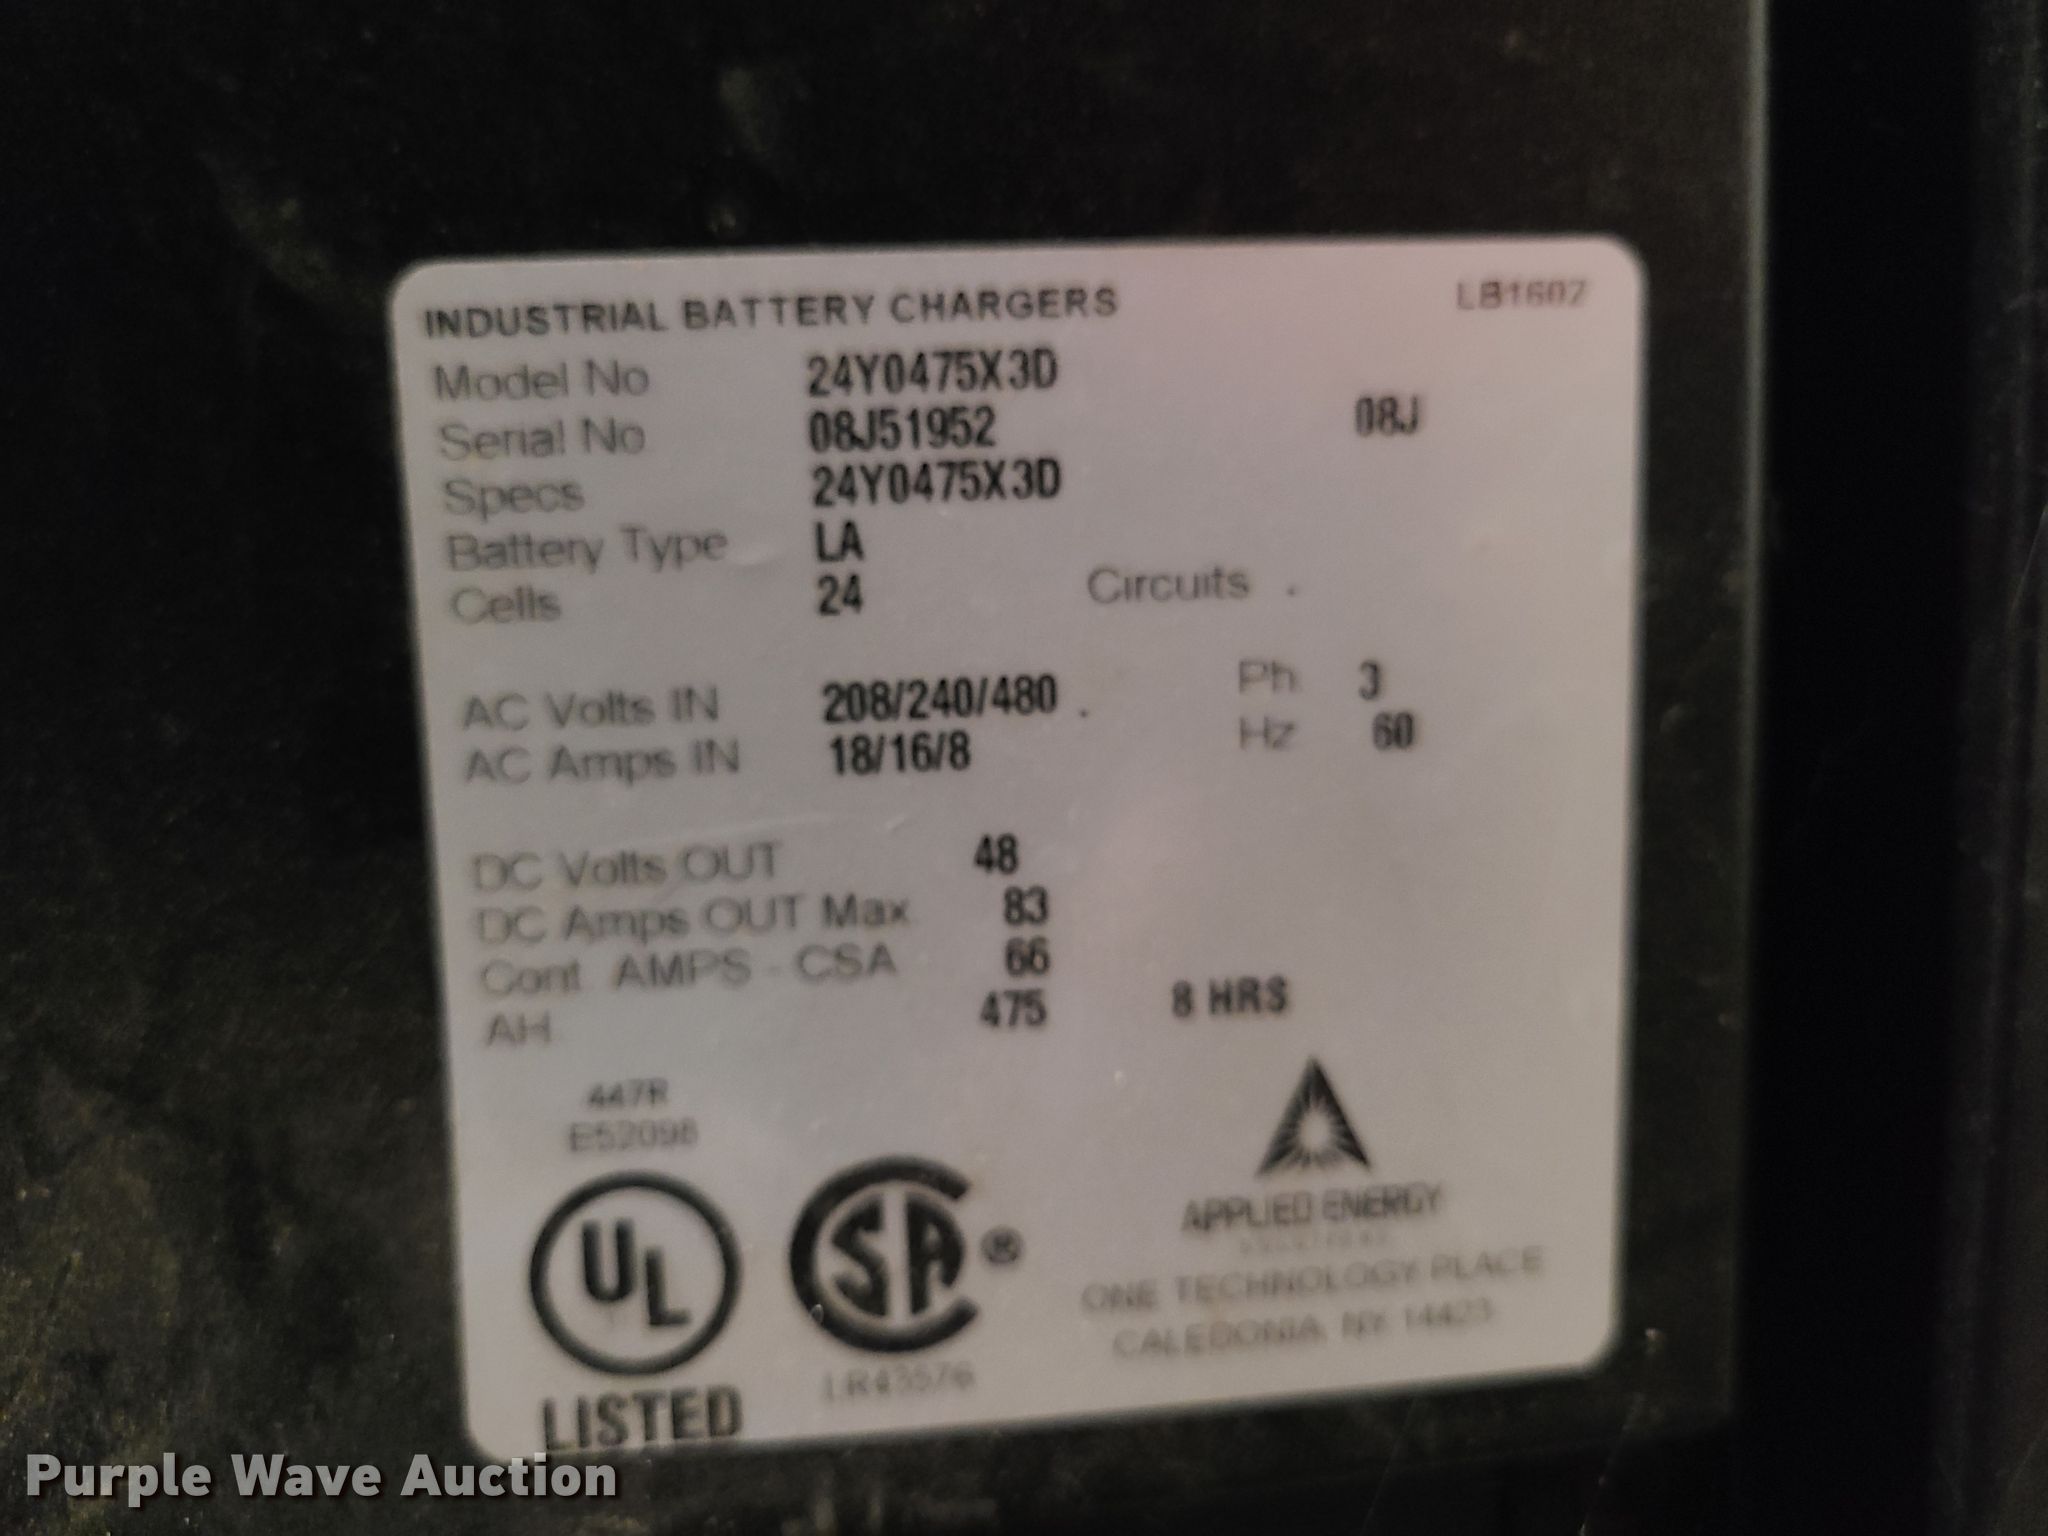 INDUSTRIAL BATTERY CHARGERS LB1607
Model No 24Y0475X3D
Serial No 08J51952 08J
Specs 24Y0475X3D
Battery Type LA
Cells 24 Circuits .
AC Volts IN 208/240/480 . Ph 3
AC Amps IN 18/16/8 Hz 60
DC Volts OUT 48
DC Amps OUT Max 83
Cont AMPS - CSA 66
AH 475 8 HRS
447R
E52098
UL
LISTED
CSA ®
LR43576
APPLIED ENERGY
ONE TECHNOLOGY PLACE
CALEDONIA, NY 14423
Purple Wave Auction